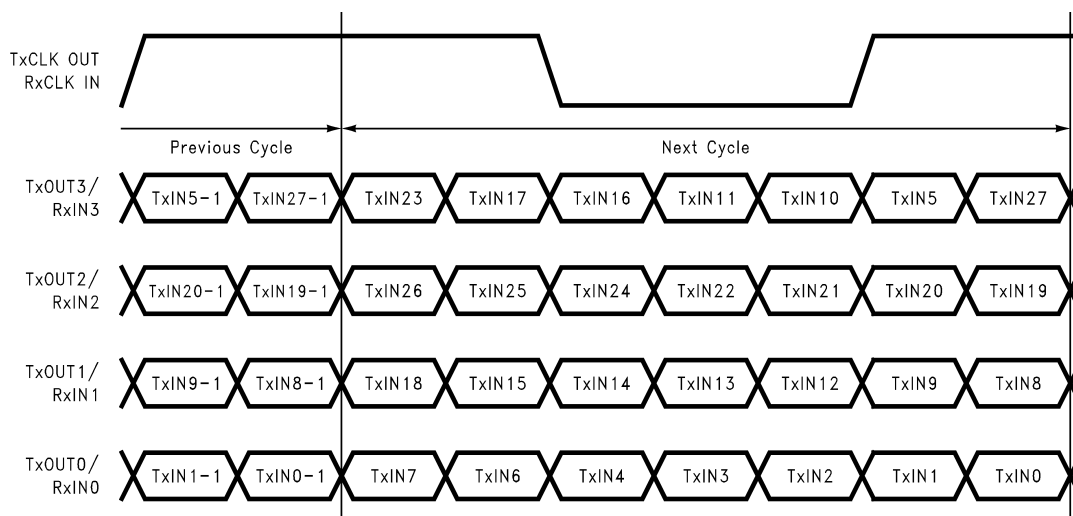 TxCLK OUT
RxCLK IN
Previous Cycle
Next Cycle
TxOUT3/
RxIN3
TxIN5-1 TxIN27-1 TxIN23 TxIN17 TxIN16 TxIN11 TxIN10 TxIN5 TxIN27
TxOUT2/
RxIN2
TxIN20-1 TxIN19-1 TxIN26 TxIN25 TxIN24 TxIN22 TxIN21 TxIN20 TxIN19
TxOUT1/
RxIN1
TxIN9-1 TxIN8-1 TxIN18 TxIN15 TxIN14 TxIN13 TxIN12 TxIN9 TxIN8
TxOUT0/
RxIN0
TxIN1-1 TxIN0-1 TxIN7 TxIN6 TxIN4 TxIN3 TxIN2 TxIN1 TxIN0